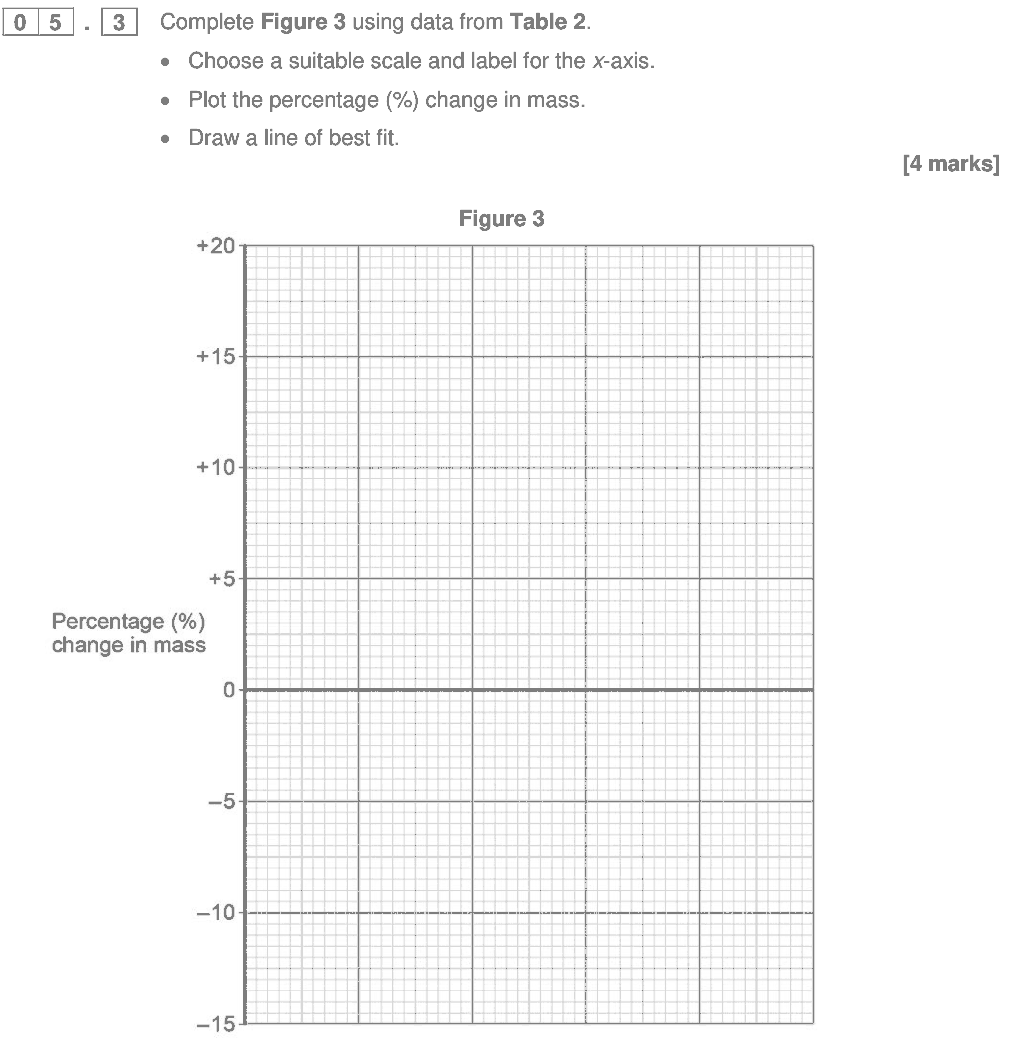 0 5 . 3 Complete Figure 3 using data from Table 2.
• Choose a suitable scale and label for the x-axis.
• Plot the percentage (%) change in mass.
• Draw a line of best fit.
[4 marks]
Figure 3
+20
+15
+10
+5
Percentage (%)
change in mass
0
–5
–10
–15